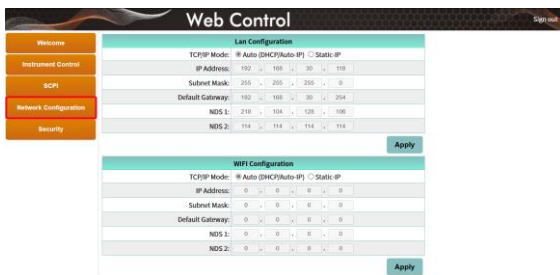 Web Control
Sign out
Welcome
Instrument Control
SCPI
Network Configuration
Security
Lan Configuration
TCP/IP Mode: Auto (DHCP/Auto-IP) Static-IP
IP Address: 192 . 168 . 30 . 118
Subnet Mask: 255 . 255 . 255 . 0
Default Gateway: 192 . 168 . 30 . 254
NDS 1: 218 . 104 . 128 . 106
NDS 2: 114 . 114 . 114 . 114
Apply
WIFI Configuration
TCP/IP Mode: Auto (DHCP/Auto-IP) Static-IP
IP Address: 0 . 0 . 0 . 0
Subnet Mask: 0 . 0 . 0 . 0
Default Gateway: 0 . 0 . 0 . 0
NDS 1: 0 . 0 . 0 . 0
NDS 2: 0 . 0 . 0 . 0
Apply